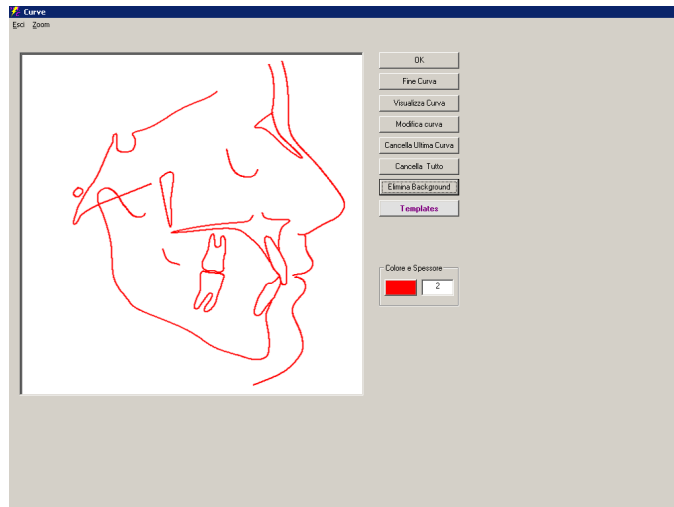 Curve
Esci Zoom
OK
Fine Curva
Visualizza Curva
Modifica curva
Cancella Ultima Curva
Cancella Tutto
Elimina Background
Templates
Colore e Spessore
2